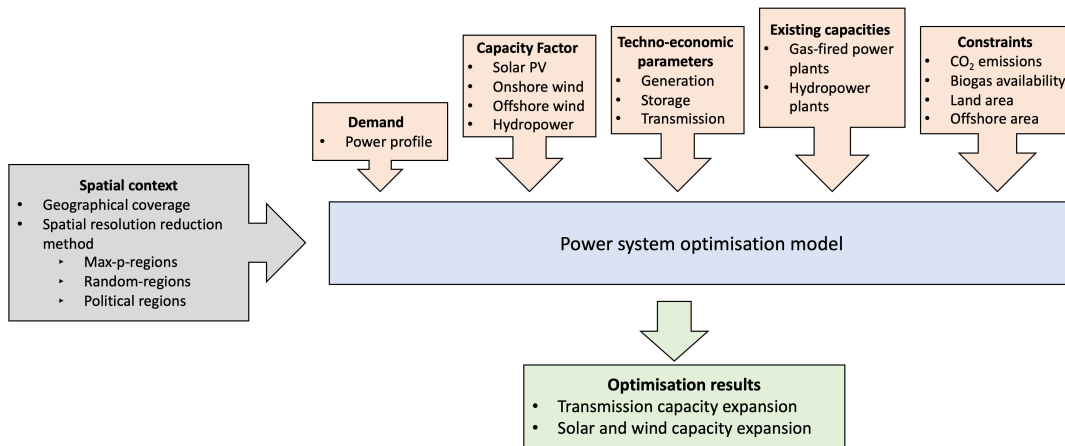 Spatial context
• Geographical coverage
• Spatial resolution reduction
method
‣ Max-p-regions
‣ Random-regions
‣ Political regions
Demand
• Power profile
Capacity Factor
• Solar PV
• Onshore wind
• Offshore wind
• Hydropower
Techno-economic
parameters
• Generation
• Storage
• Transmission
Existing capacities
• Gas-fired power
plants
• Hydropower
plants
Constraints
• CO₂ emissions
• Biogas availability
• Land area
• Offshore area
Power system optimisation model
Optimisation results
• Transmission capacity expansion
• Solar and wind capacity expansion